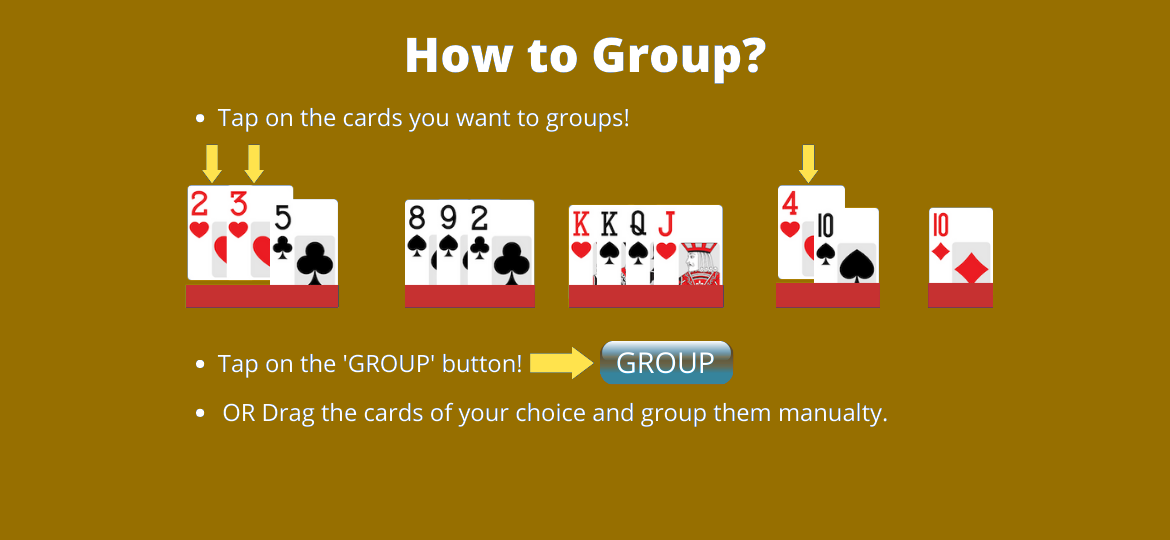 How to Group?
• Tap on the cards you want to groups!
2 3 5 8 9 2 K K Q J 4 10 10
• Tap on the 'GROUP' button! GROUP
• OR Drag the cards of your choice and group them manualty.